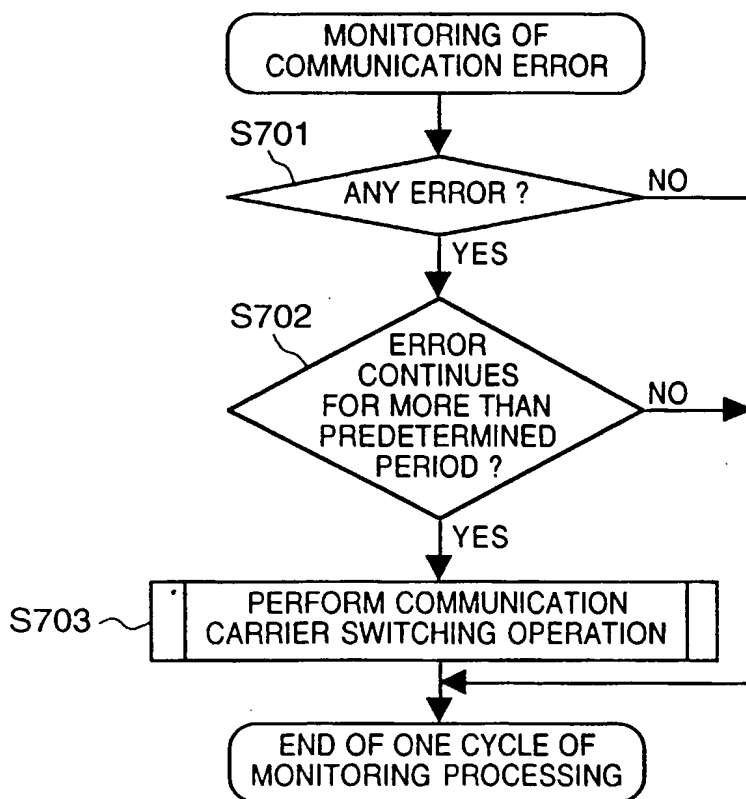 MONITORING OF
COMMUNICATION ERROR
S701
ANY ERROR ?
NO
YES
S702
ERROR
CONTINUES
FOR MORE THAN
PREDETERMINED
PERIOD ?
NO
YES
S703
PERFORM COMMUNICATION
CARRIER SWITCHING OPERATION
END OF ONE CYCLE OF
MONITORING PROCESSING